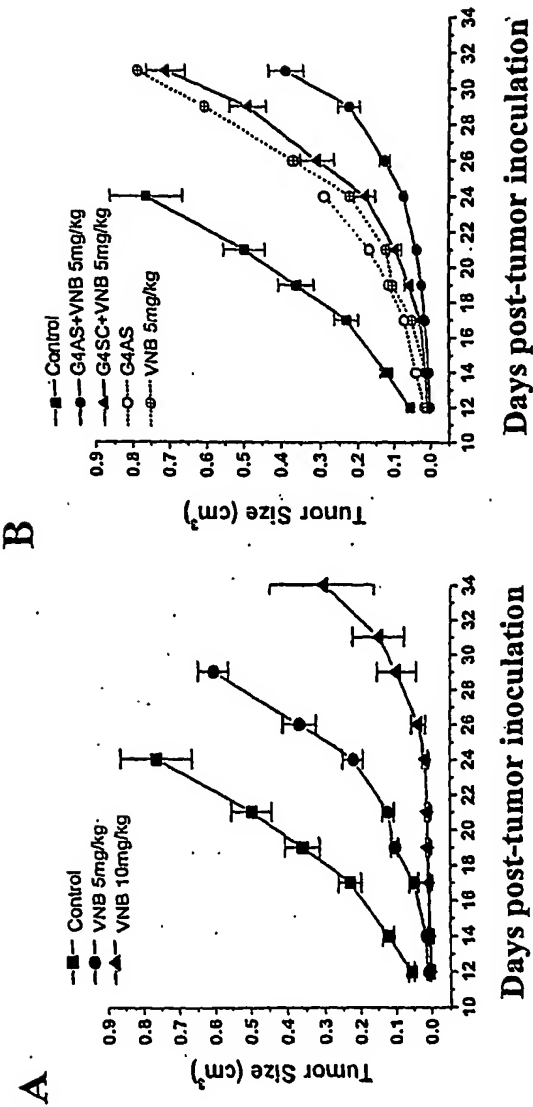 A
Control
VNB 5mg/kg
VNB 10mg/kg
Tumor Size (cm³)
0.9
0.8
0.7
0.6
0.5
0.4
0.3
0.2
0.1
0.0
10 12 14 16 18 20 22 24 26 28 30 32 34
Days post-tumor inoculation
B
Control
G4AS+VNB 5mg/kg
G4SC+VNB 5mg/kg
G4AS
VNB 5mg/kg
Tumor Size (cm³)
0.9
0.8
0.7
0.6
0.5
0.4
0.3
0.2
0.1
0.0
10 12 14 16 18 20 22 24 26 28 30 32 34
Days post-tumor inoculation